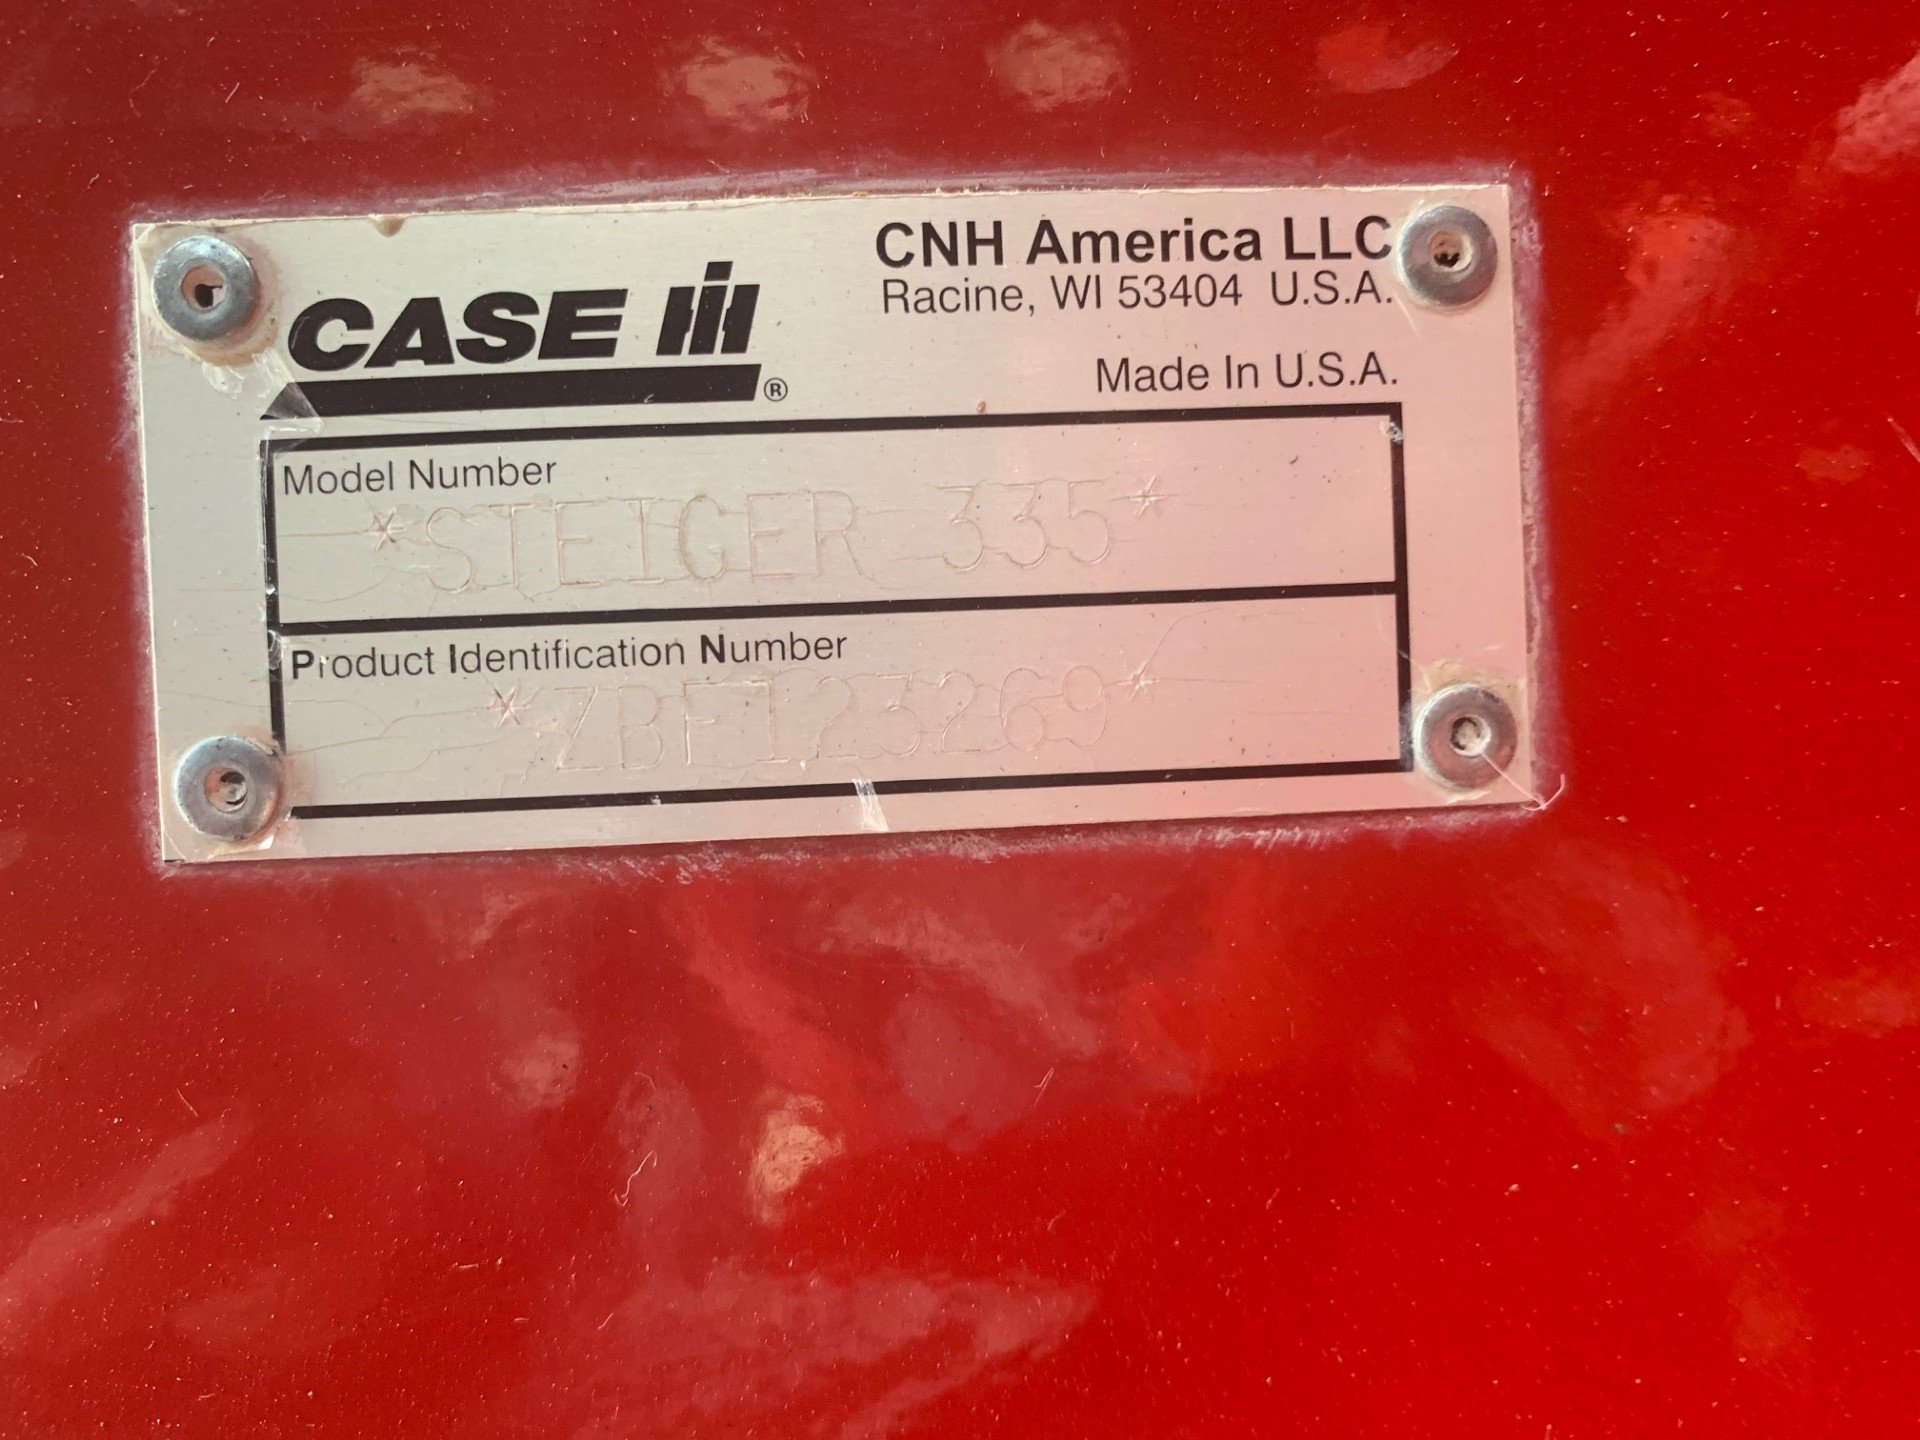 CASE IH®
CNH America LLC
Racine, WI 53404 U.S.A.
Made In U.S.A.
Model Number
*STEIGER 335*
Product Identification Number
*ZBF123269*